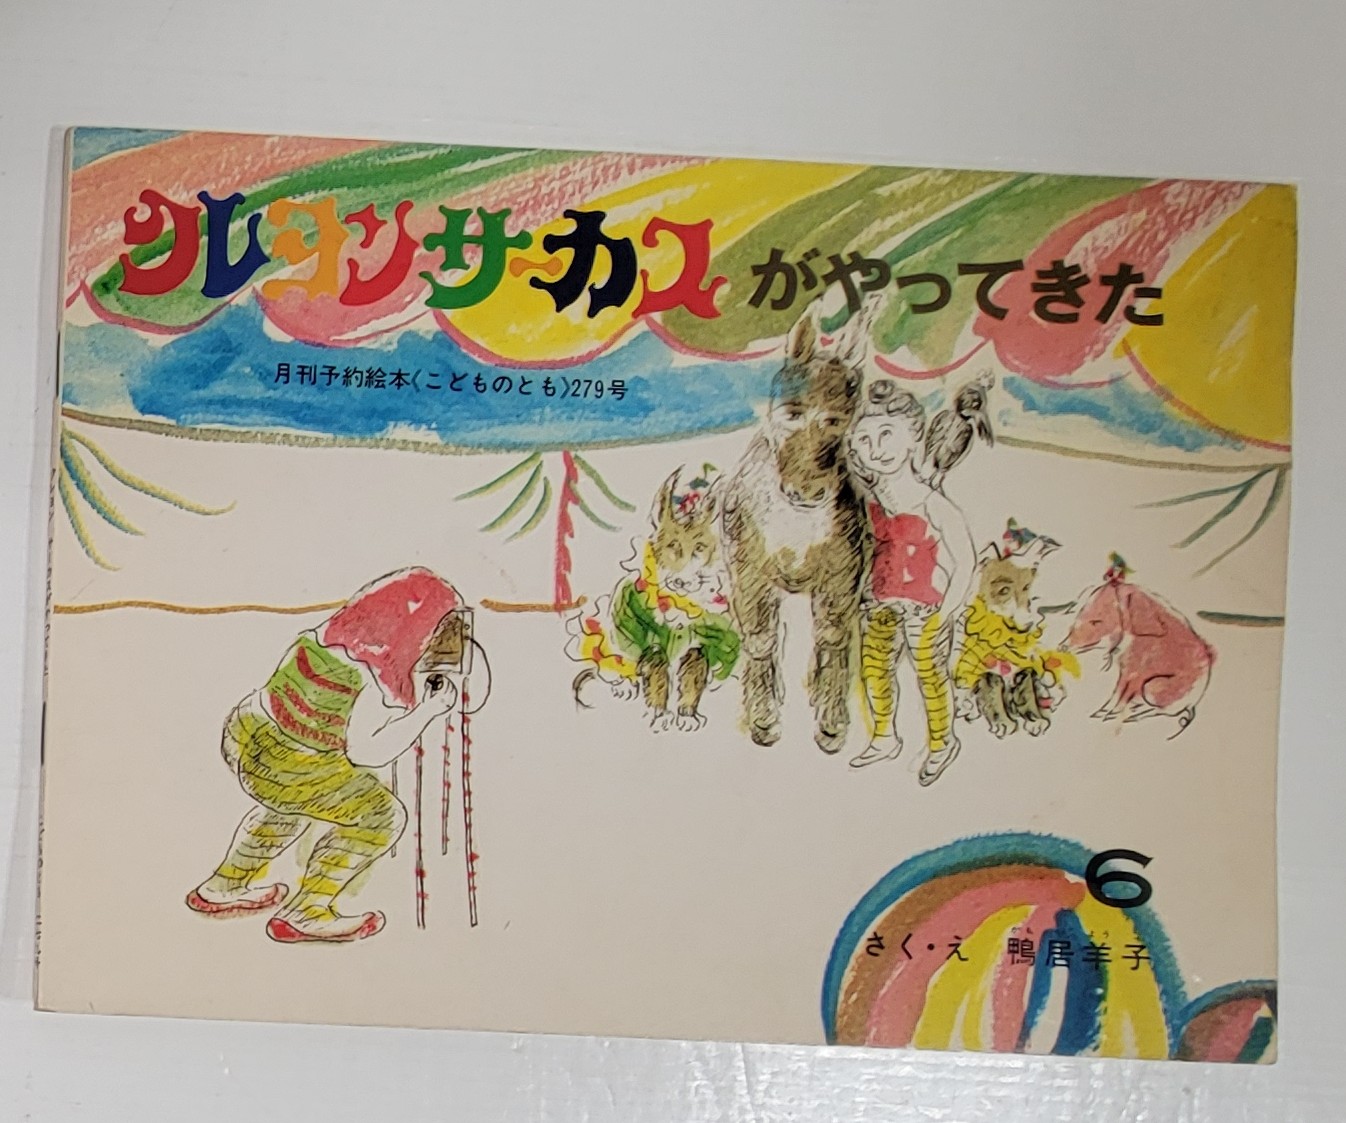 クレヨンサーカスがやってきた
月刊予約絵本〈こどものとも〉279号
6
さく・え 鴨居羊子